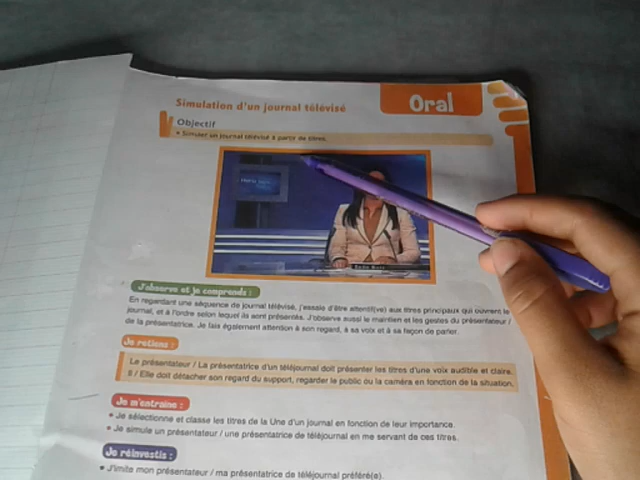 Simulation d'un journal télévisé
Oral
Objectif
• Simuler un journal télévisé à partir de titres.
J'observe et je comprends :
En regardant une séquence de journal télévisé, j'essaie d'être attentif(ve) aux titres principaux qui ouvrent le
journal, et à l'ordre selon lequel ils sont présentés. J'observe aussi le maintien et les gestes du présentateur /
de la présentatrice. Je fais également attention à son regard, à sa voix et à sa façon de parler.
Je retiens :
Le présentateur / La présentatrice d'un téléjournal doit présenter les titres d'une voix audible et claire.
Il / Elle doit détacher son regard du support, regarder le public ou la caméra en fonction de la situation.
Je m'entraîne :
• Je sélectionne et classe les titres de la Une d'un journal en fonction de leur importance.
• Je simule un présentateur / une présentatrice de téléjournal en me servant de ces titres.
Je réinvestis :
• J'imite mon présentateur / ma présentatrice de téléjournal préféré(e).